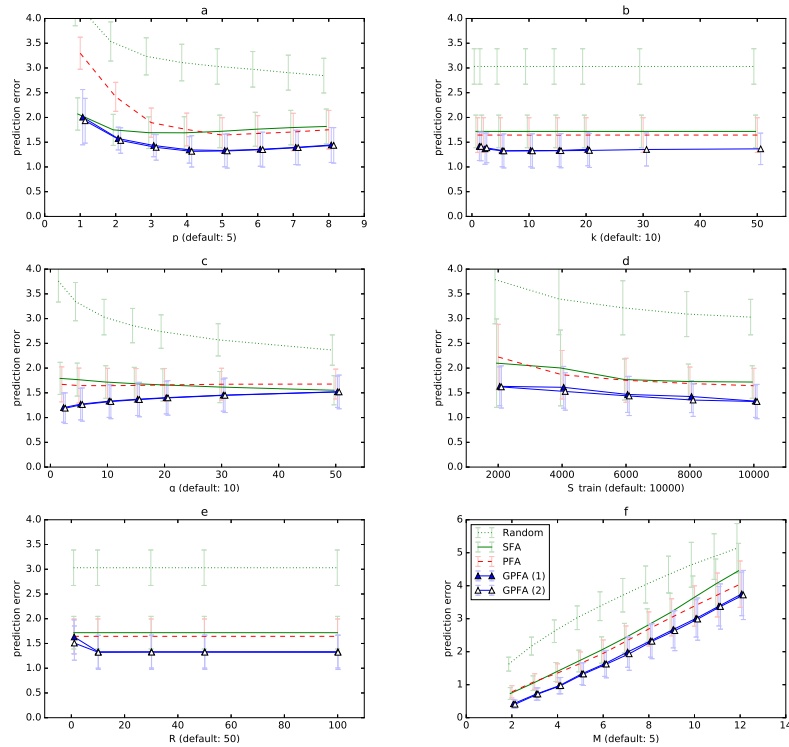 a
4.0
3.5
3.0
2.5
2.0
1.5
1.0
0.5
0.0
prediction error
0 1 2 3 4 5 6 7 8 9
p (default: 5)
b
4.0
3.5
3.0
2.5
2.0
1.5
1.0
0.5
0.0
prediction error
0 10 20 30 40 50
k (default: 10)
c
4.0
3.5
3.0
2.5
2.0
1.5
1.0
0.5
0.0
prediction error
0 10 20 30 40 50
q (default: 10)
d
4.0
3.5
3.0
2.5
2.0
1.5
1.0
0.5
0.0
prediction error
2000 4000 6000 8000 10000
S_train (default: 10000)
e
4.0
3.5
3.0
2.5
2.0
1.5
1.0
0.5
0.0
prediction error
0 20 40 60 80 100
R (default: 50)
f
6
5
4
3
2
1
0
prediction error
Random
SFA
PFA
GPFA (1)
GPFA (2)
0 2 4 6 8 10 12 14
M (default: 5)